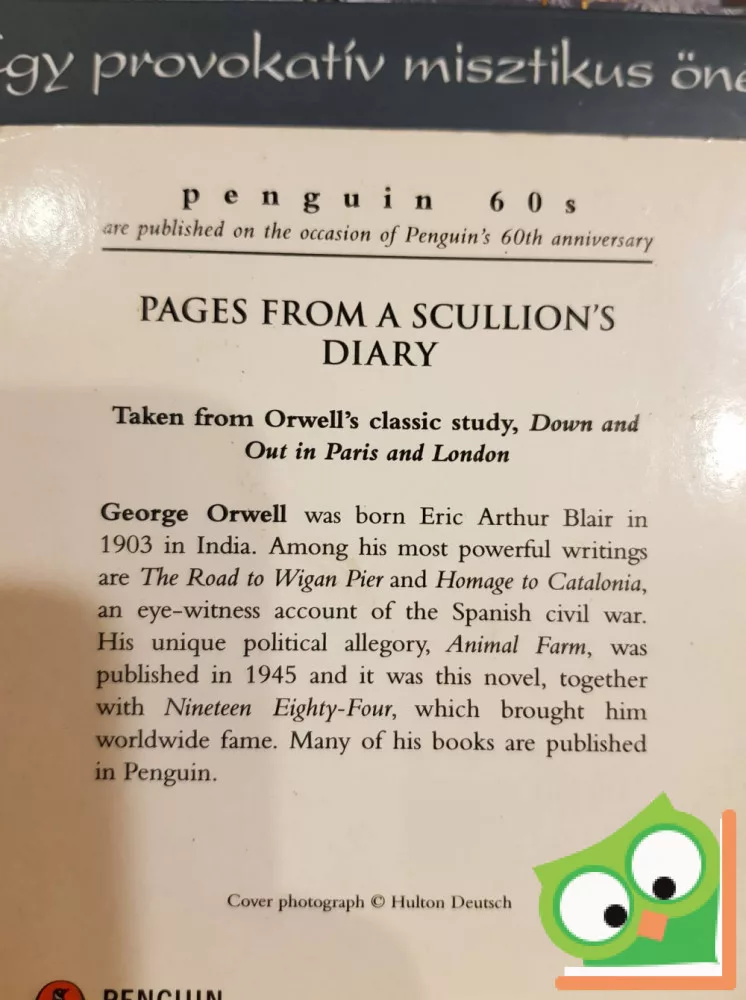 Egy provokatív misztikus öné
penguin 60s
are published on the occasion of Penguin's 60th anniversary
PAGES FROM A SCULLION'S
DIARY
Taken from Orwell's classic study, Down and
Out in Paris and London
George Orwell was born Eric Arthur Blair in
1903 in India. Among his most powerful writings
are The Road to Wigan Pier and Homage to Catalonia,
an eye-witness account of the Spanish civil war.
His unique political allegory, Animal Farm, was
published in 1945 and it was this novel, together
with Nineteen Eighty-Four, which brought him
worldwide fame. Many of his books are published
in Penguin.
Cover photograph © Hulton Deutsch
PENGUIN